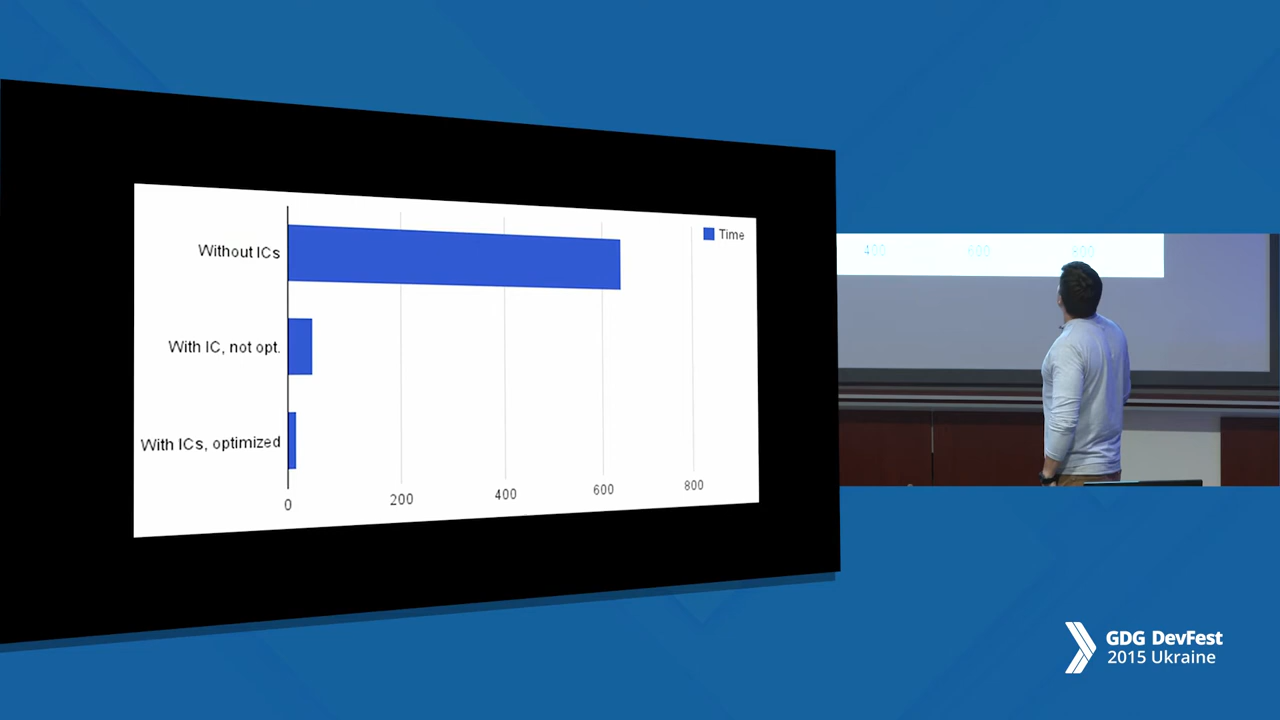 Time
Without ICs
With IC, not opt.
With ICs, optimized
0
200
400
600
800
400
600
800
GDG DevFest
2015 Ukraine